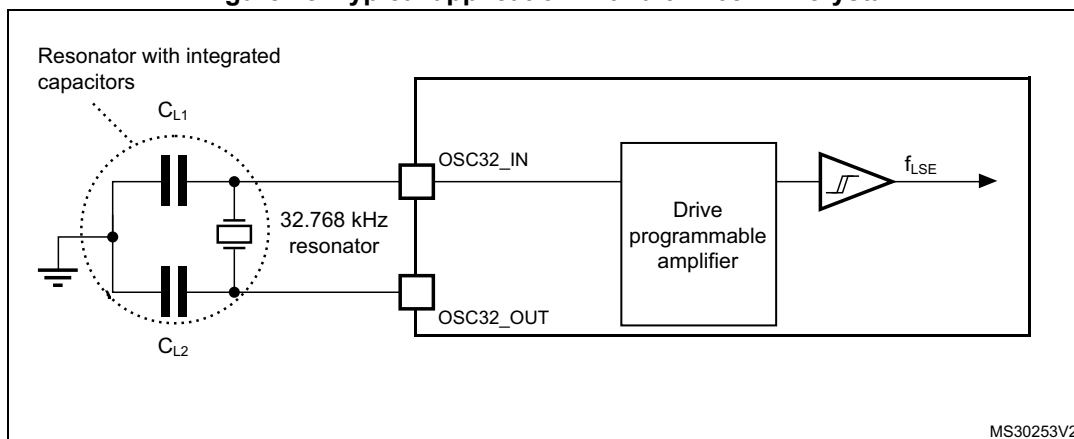 Resonator with integrated
capacitors
CL1
OSC32_IN
fLSE
32.768 kHz
resonator
Drive
programmable
amplifier
OSC32_OUT
CL2
MS30253V2